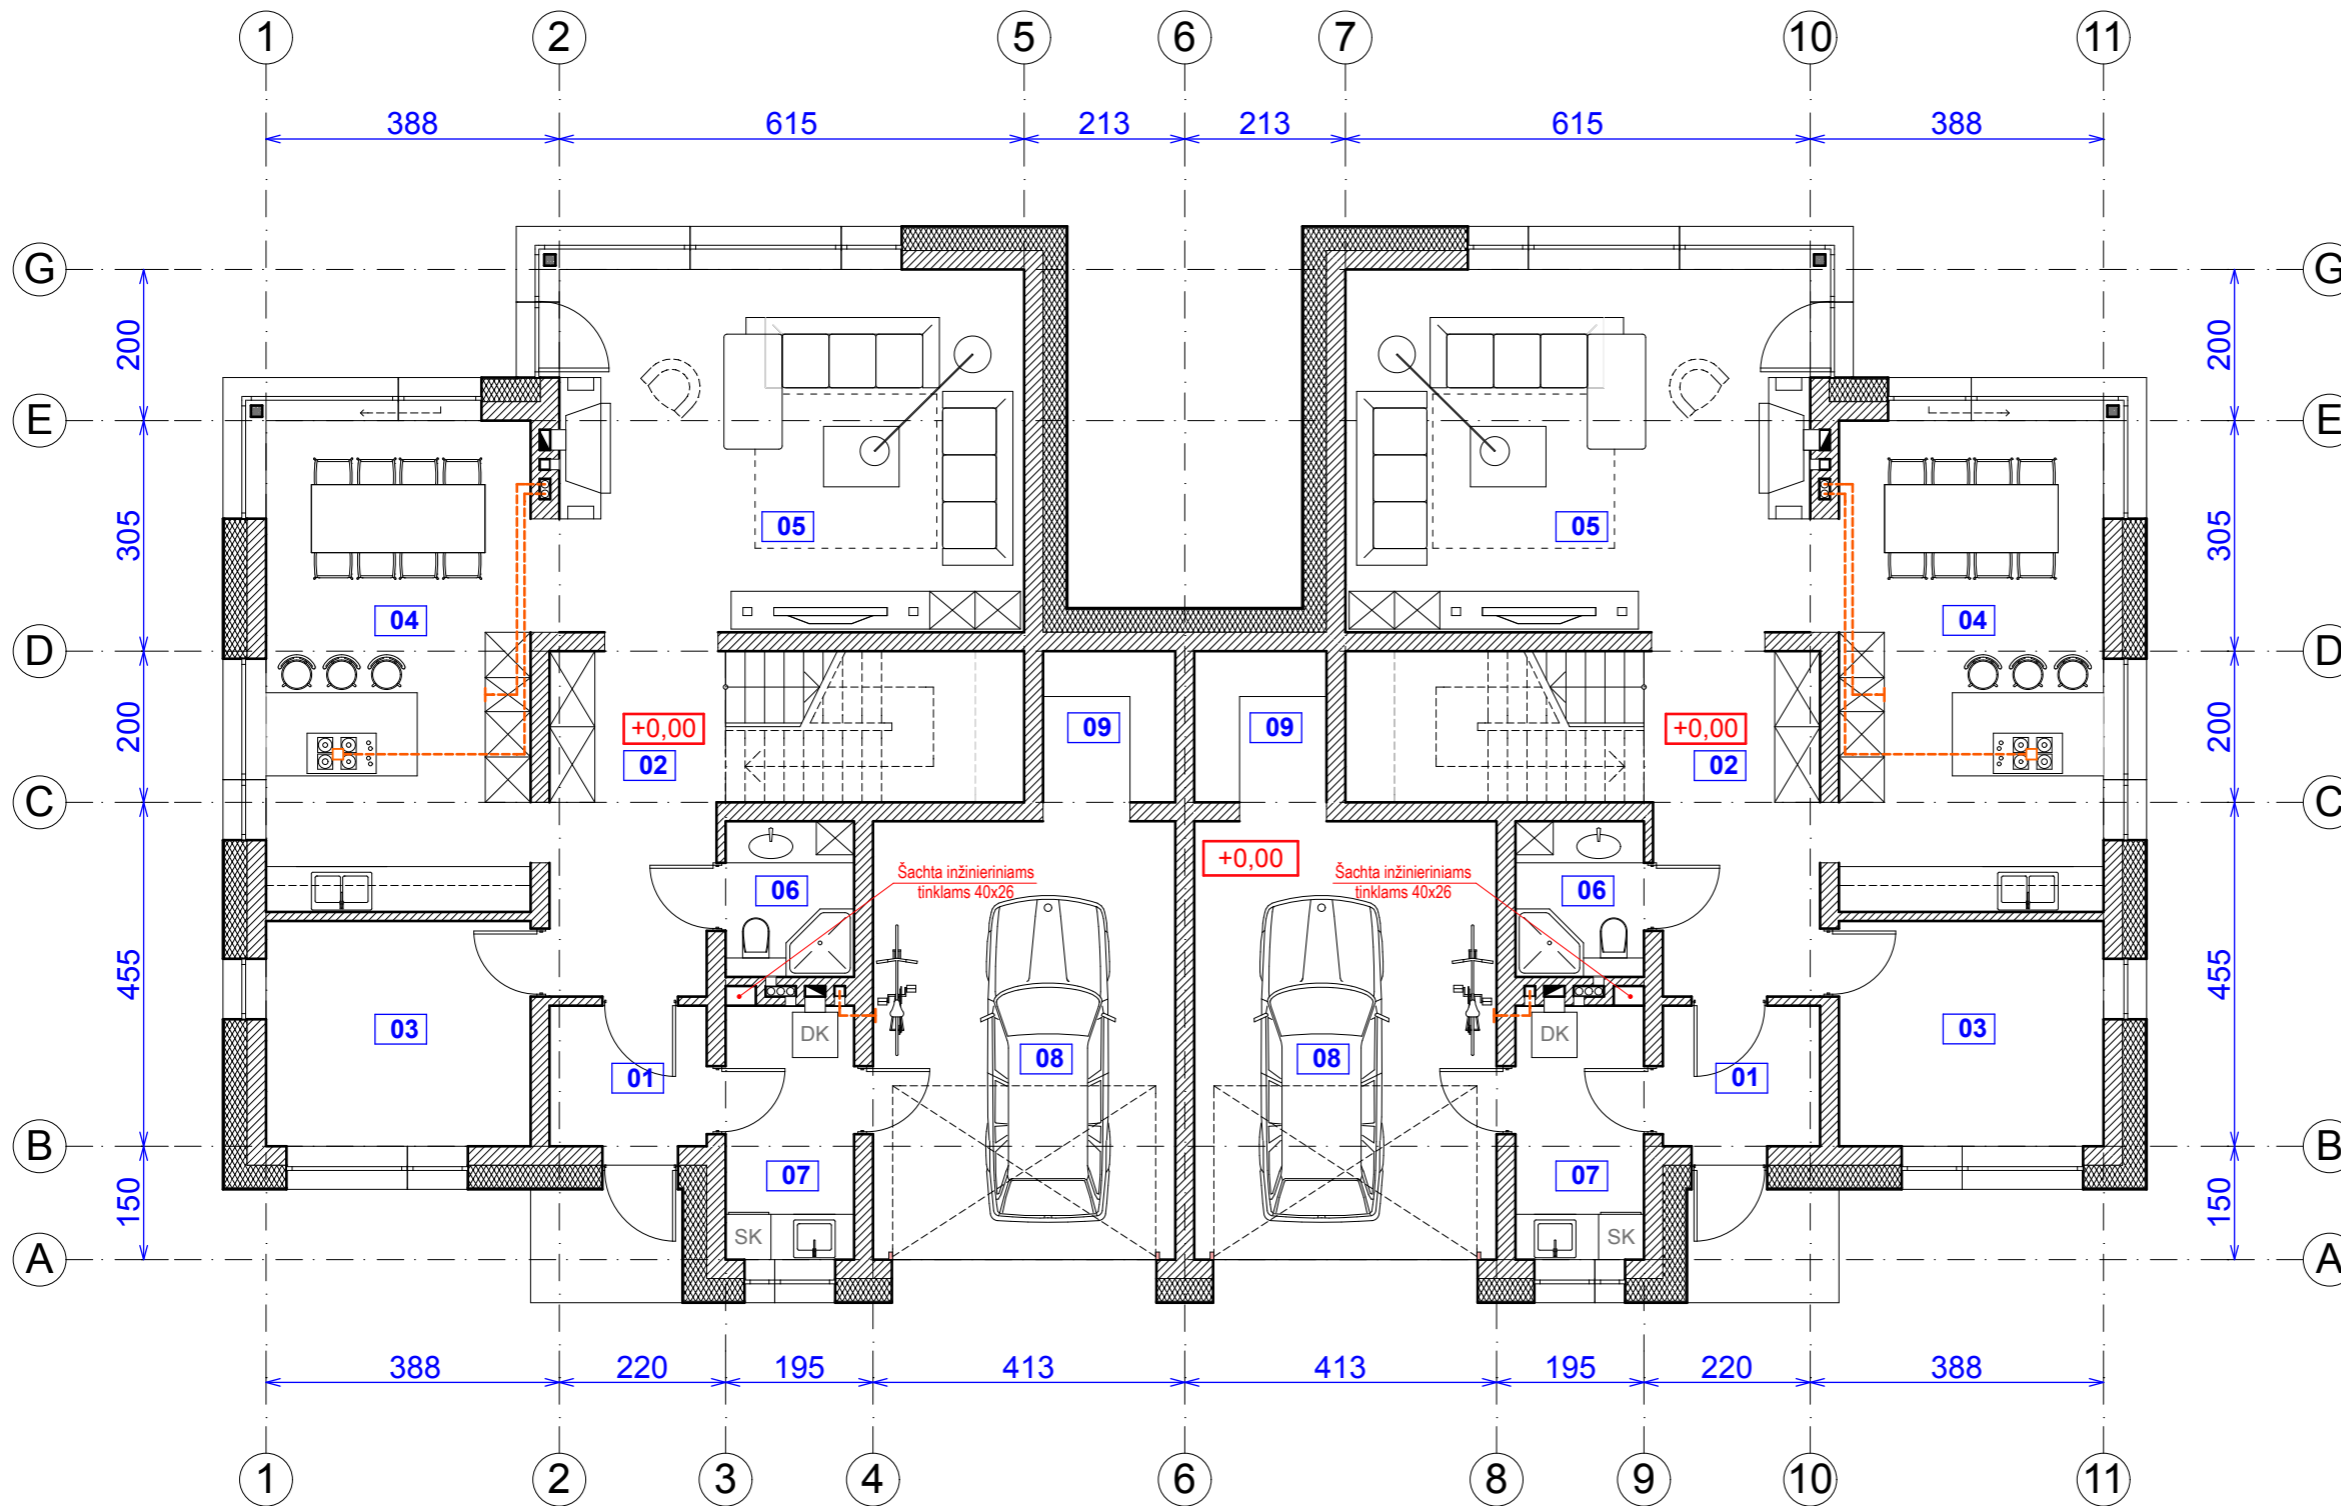 1 2 5 6 7 10 11
388 615 213 213 615 388
G G
200 200
E E
05 05
305 305
04 04
D D
+0,00 09 09 +0,00
200 02 02 200
C C
+0,00
Šachta inžinieriniams Šachta inžinieriniams
06 tinklams 40x26 tinklams 40x26 06
455 455
03 DK 08 08 DK 03
01 01
B B
07 07
150 SK SK 150
A A
388 220 195 413 413 195 220 388
1 2 3 4 6 8 9 10 11